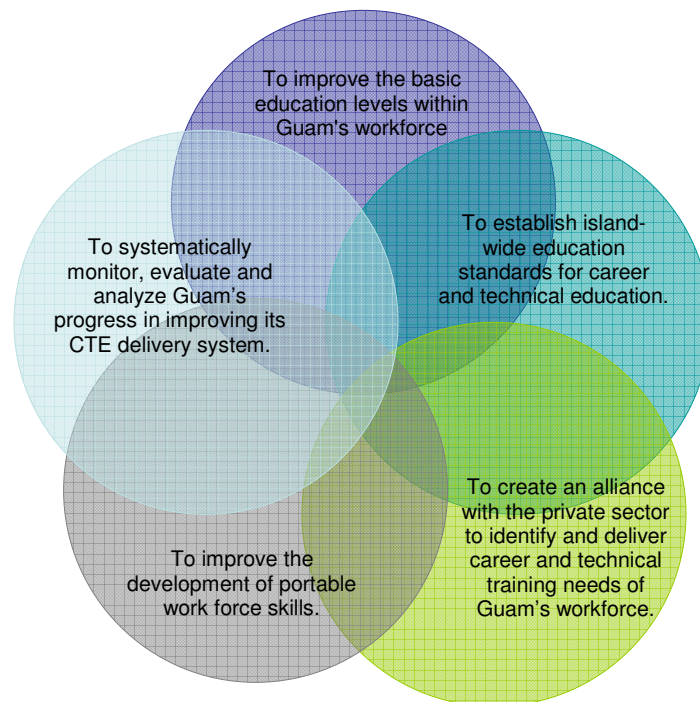 To improve the basic
education levels within
Guam's workforce
To establish island-
wide education
standards for career
and technical education.
To create an alliance
with the private sector
to identify and deliver
career and technical
training needs of
Guam's workforce.
To improve the
development of portable
work force skills.
To systematically
monitor, evaluate and
analyze Guam's
progress in improving its
CTE delivery system.